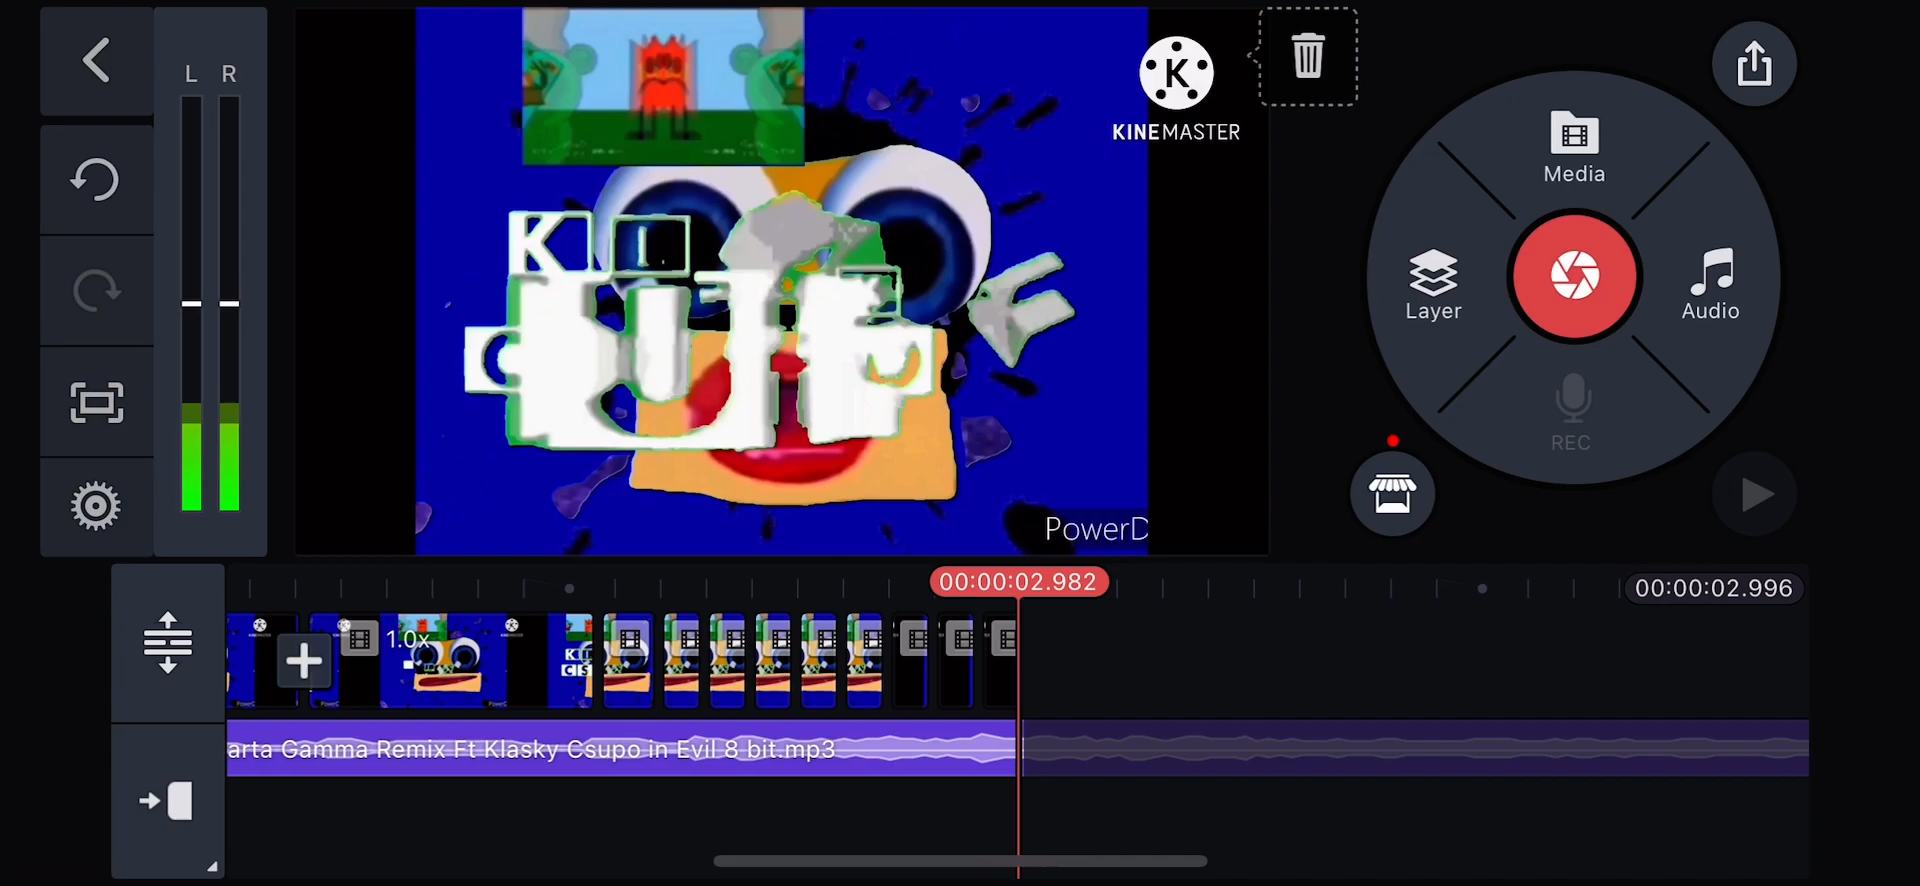 L R
KINEMASTER
Media
Layer
Audio
REC
PowerD
00:00:02.982
00:00:02.996
1.0x
arta Gamma Remix Ft Klasky Csupo in Evil 8 bit.mp3